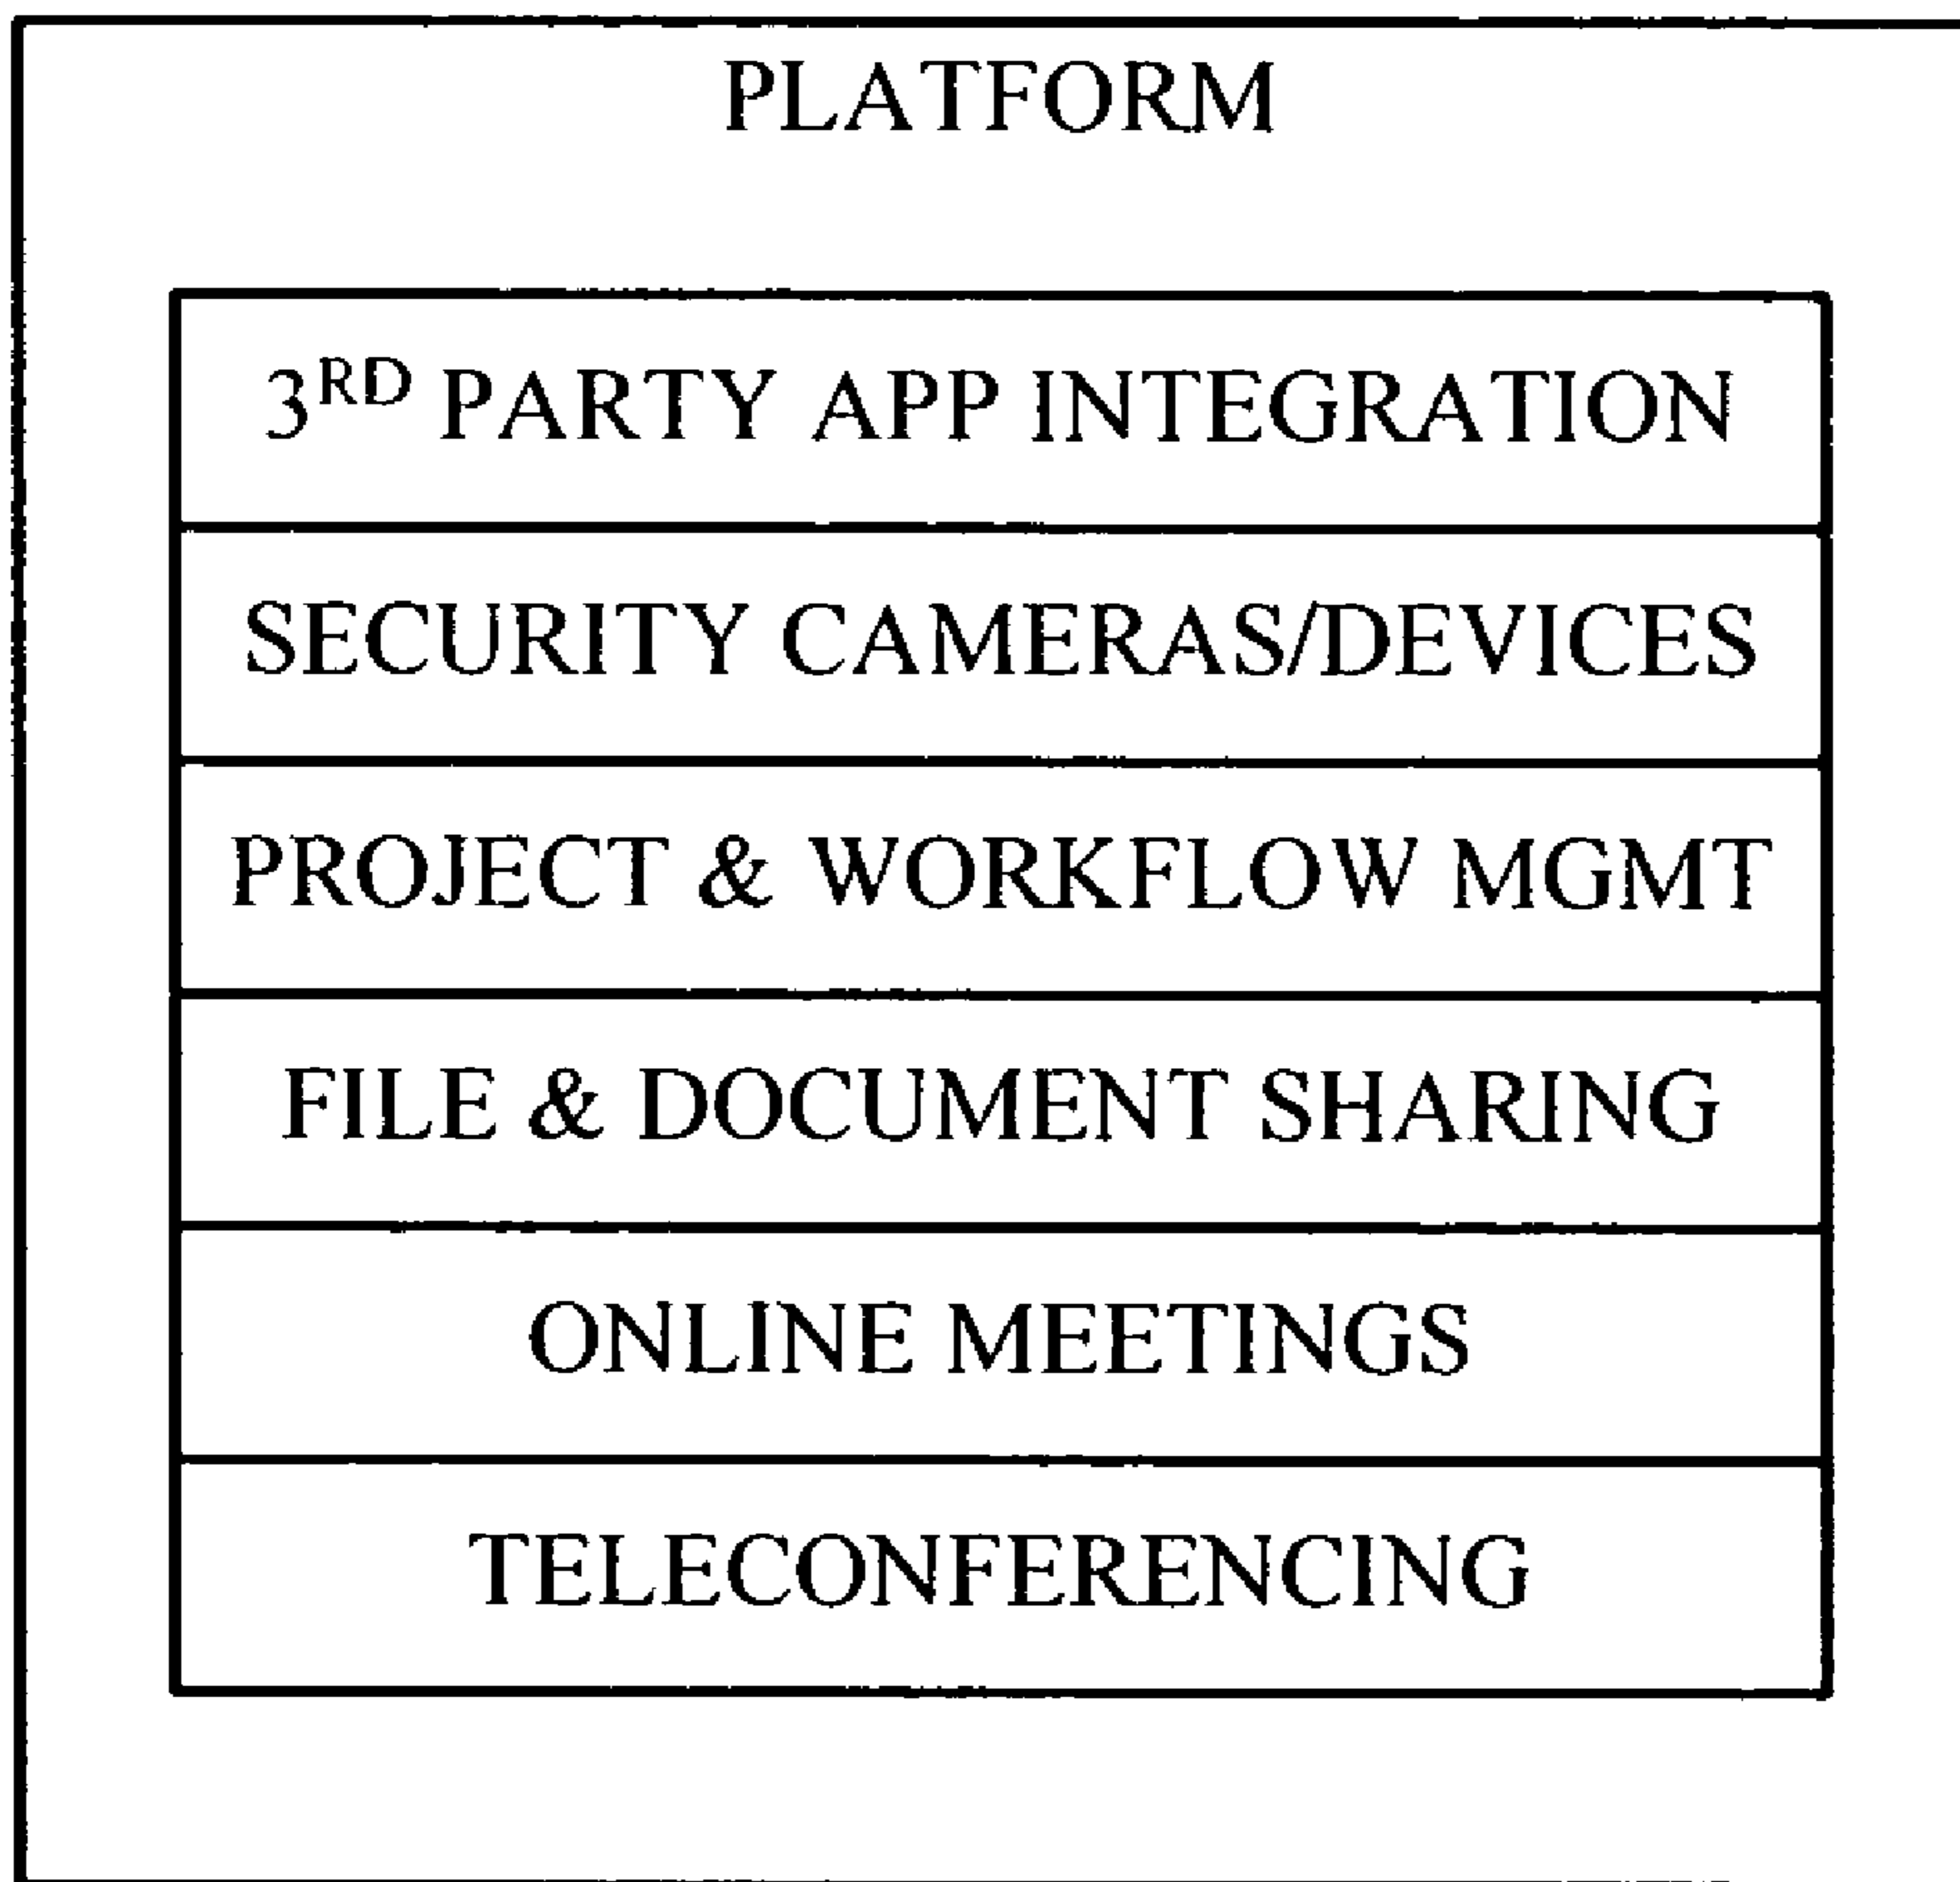 PLATFORM
3RD PARTY APP INTEGRATION
SECURITY CAMERAS/DEVICES
PROJECT & WORKFLOW MGMT
FILE & DOCUMENT SHARING
ONLINE MEETINGS
TELECONFERENCING